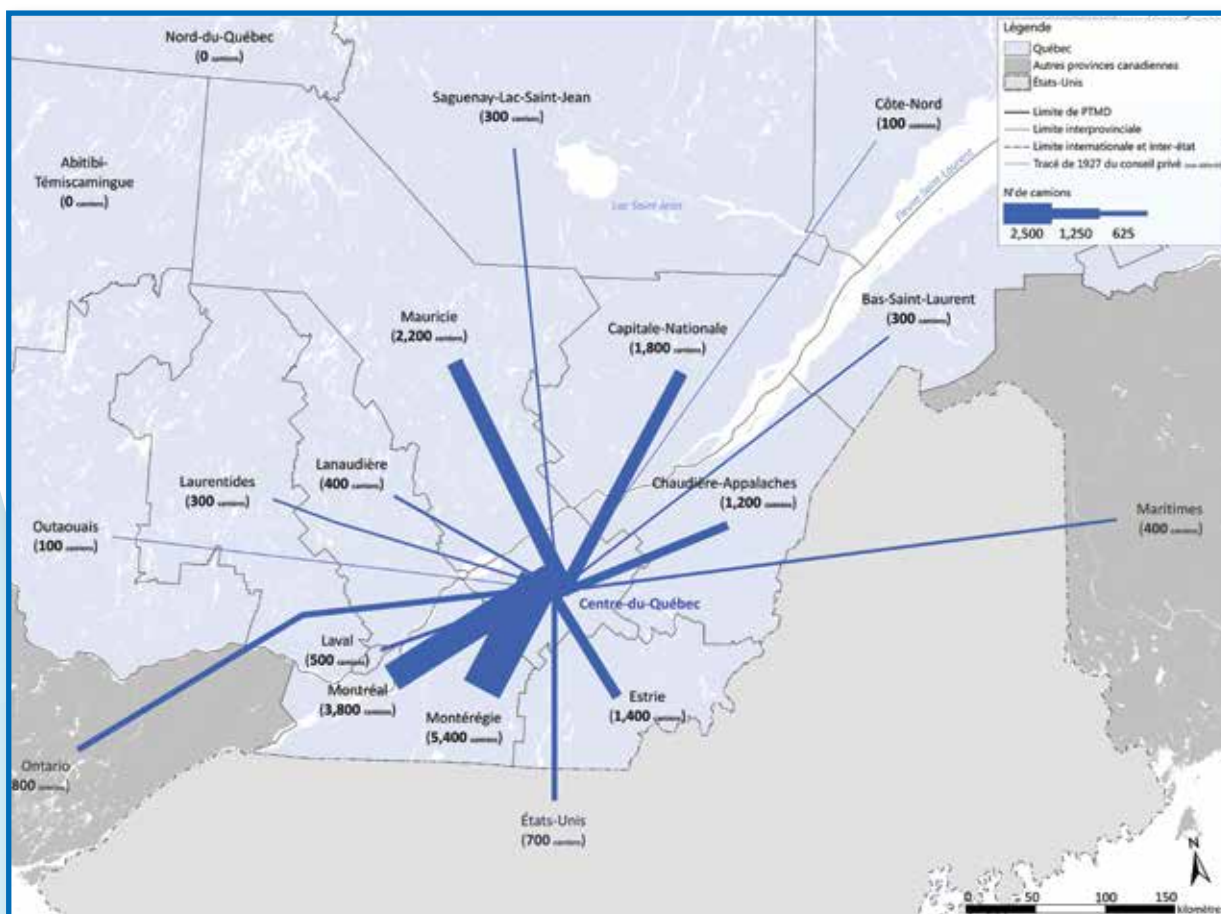 Nord-du-Québec
(0 camions)
Saguenay-Lac-Saint-Jean
(300 camions)
Côte-Nord
(100 camions)
Abitibi-
Témiscamingue
(0 camions)
Lac Saint Jean
Fleuve Saint-Laurent
Légende
Québec
Autres provinces canadiennes
États-Unis
Limite de PTMD
Limite interprovinciale
Limite internationale et Inter-état
Tracé de 1927 du conseil privé
N'de camions
2,500 1,250 625
Mauricie
(2,200 camions)
Capitale-Nationale
(1,800 camions)
Bas-Saint-Laurent
(300 camions)
Laurentides
(300 camions)
Lanaudière
(400 camions)
Chaudière-Appalaches
(1,200 camions)
Outaouais
(100 camions)
Maritimes
(400 camions)
Centre-du-Québec
Laval
(500 camions)
Montréal
(3,800 camions)
Montérégie
(5,400 camions)
Estrie
(1,400 camions)
Ontario
800 camions)
États-Unis
(700 camions)
N
0 50 100 150
kilomètre